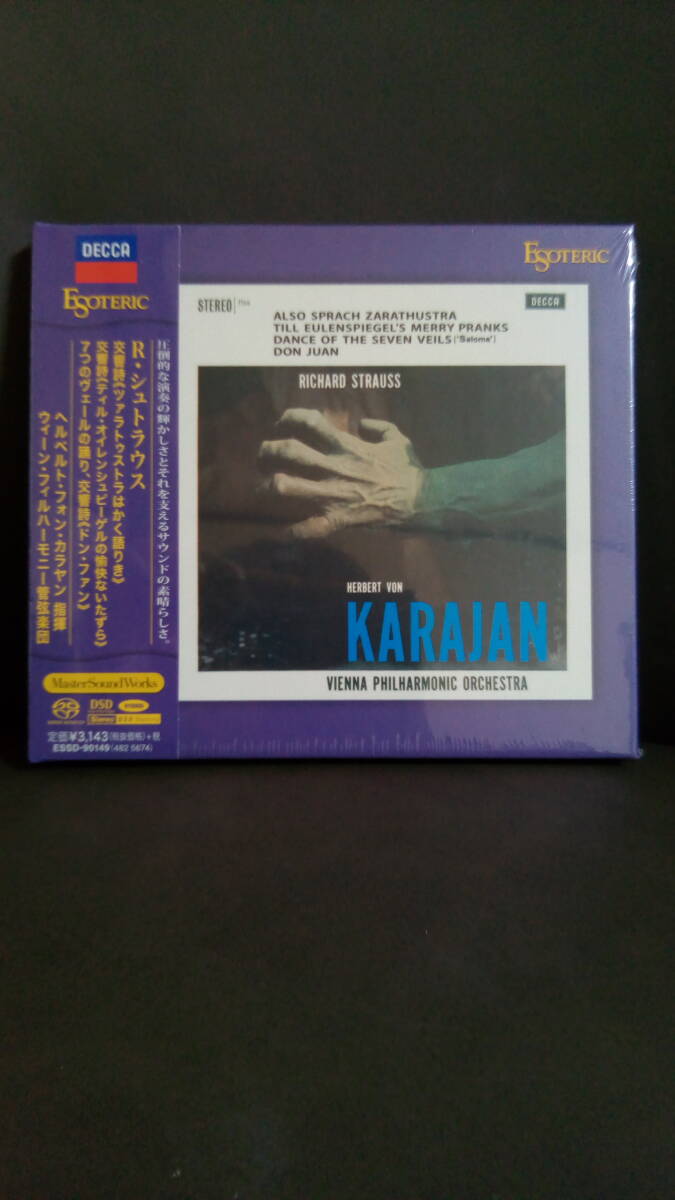 DECCA
ESOTERIC
圧倒的な演奏の輝かしさとそれを支えるサウンドの素晴らしさ。
R・シュトラウス
交響詩《ツァラトゥストラはかく語りき》
交響詩《ティル・オイレンシュピーゲルの愉快ないたずら》
7つのヴェールの踊り、交響詩《ドン・ファン》
ヘルベルト・フォン・カラヤン 指揮
ウィーン・フィルハーモニー管弦楽団
MasterSoundWorks
DSD
Stereo
定価¥3,143(税抜価格)+税
ESSD-90149(482 5674)
ESOTERIC
STEREO
DECCA
ALSO SPRACH ZARATHUSTRA
TILL EULENSPIEGEL'S MERRY PRANKS
DANCE OF THE SEVEN VEILS ('Salome')
DON JUAN
RICHARD STRAUSS
HERBERT VON
KARAJAN
VIENNA PHILHARMONIC ORCHESTRA